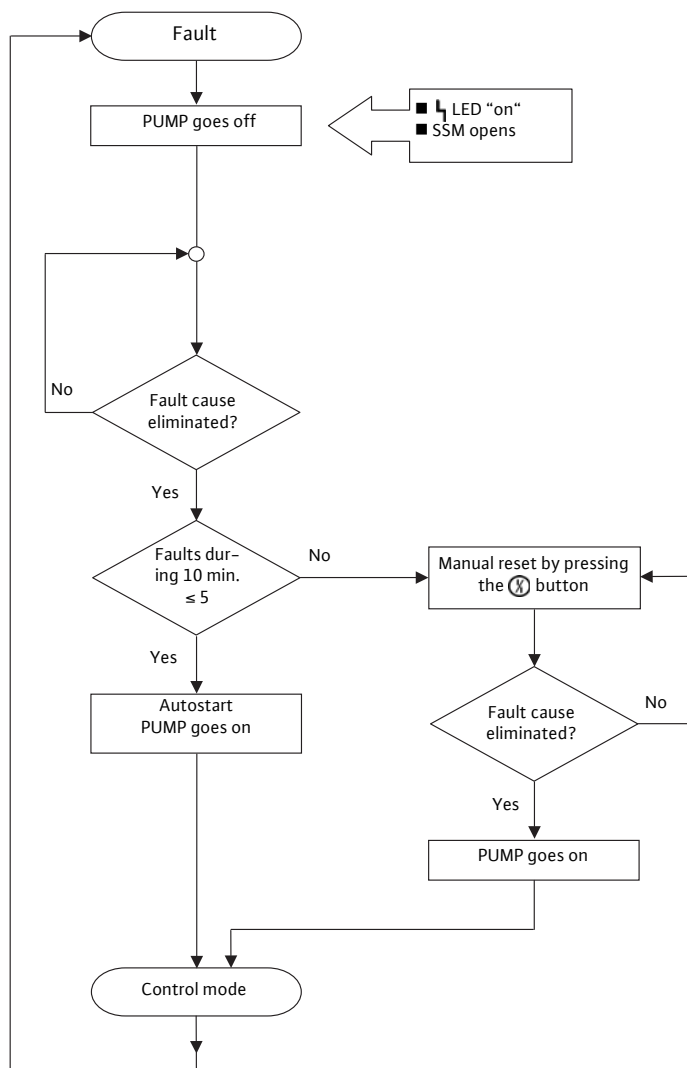 Fault
PUMP goes off
LED “on“
SSM opens
No
Fault cause
eliminated?
Yes
Faults dur-
ing 10 min.
≤ 5
No
Manual reset by pressing
the button
Yes
Autostart
PUMP goes on
Fault cause
eliminated?
No
Yes
PUMP goes on
Control mode